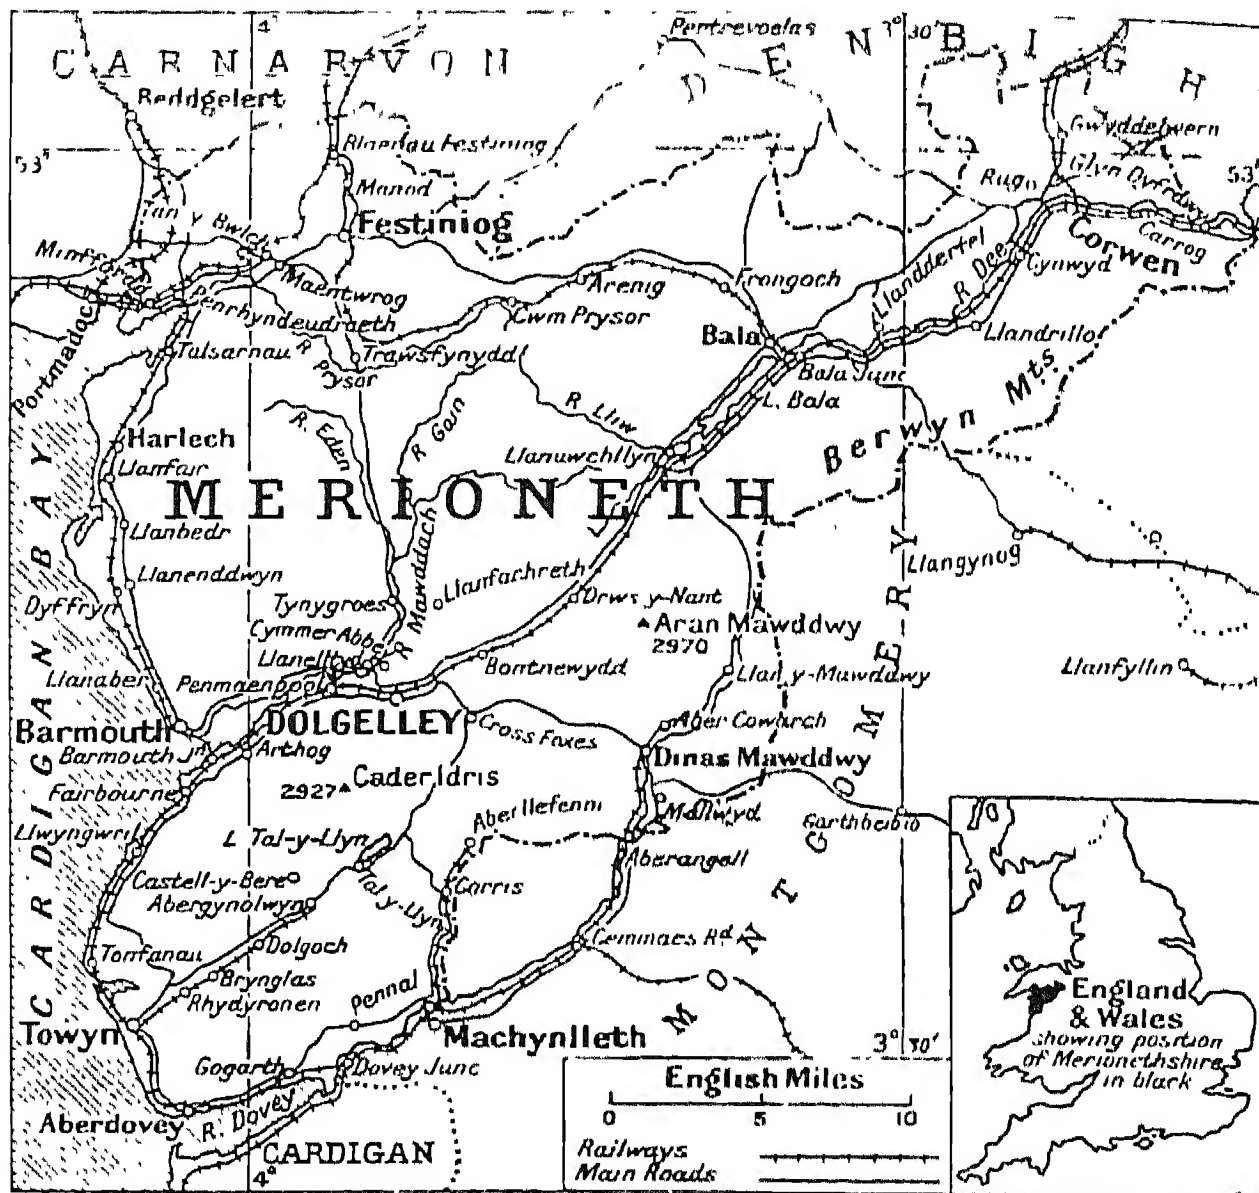 Pentrevoelas
4°
3° 30'
CARNARVON
DENBIGH
Beddgelert
Gwyddelwern
53°
Blaenau Festiniog
Glyn Dyfrdwy
53°
Manod
Rug
Tan y Bwlch
Festiniog
Corwen
Carrog
Minffordd
Maentwrog
Arenig
Frongoch
Llandderfel
R Dee
Cynwyd
Penrhyndeudraeth
Cwm Prysor
Portmadoc
Talsarnau
R Prysor
Trawsfynydd
Bala
Llandrillo
Bala Junc
L. Bala
Berwyn Mts
R Lliw
R. Eden
R Gain
Harlech
Llanfair
Llanuwchllyn
MERIONETH
Llanbedr
Llangynog
Llanenddwyn
R Mawddach
Llanfachreth
Dyffryn
Tynygroes
Drws y-Nant
Aran Mawddwy
2970
Cymmer Abb
Llanelltyd
Bontnewydd
Llanfyllin
Llanaber
Penmaenpool
Llan y-Mawddwy
Barmouth
DOLGELLEY
Cross Foxes
Aber Cowarch
Barmouth Jn
Arthog
Dinas Mawddwy
Fairbourne
2927
Cader Idris
Mallwyd
Garthbeibio
Llwyngwril
L Tal-y-Llyn
Aberllefenni
Aberangell
Castell-y-Bere
Abergynolwyn
Tal y-Llyn
Corris
Tonfanau
Dolgoch
Cemmaes Rd
Brynglas
Rhydyronen
Pennal
Towyn
Machynlleth
Gogarth
Dovey Junc
Aberdovey
R. Dovey
CARDIGAN
4°
CARDIGAN BAY
MONTGOMERY
3° 30'
English Miles
0 5 10
Railways
Main Roads
England
& Wales
showing position
of Merionethshire
in black